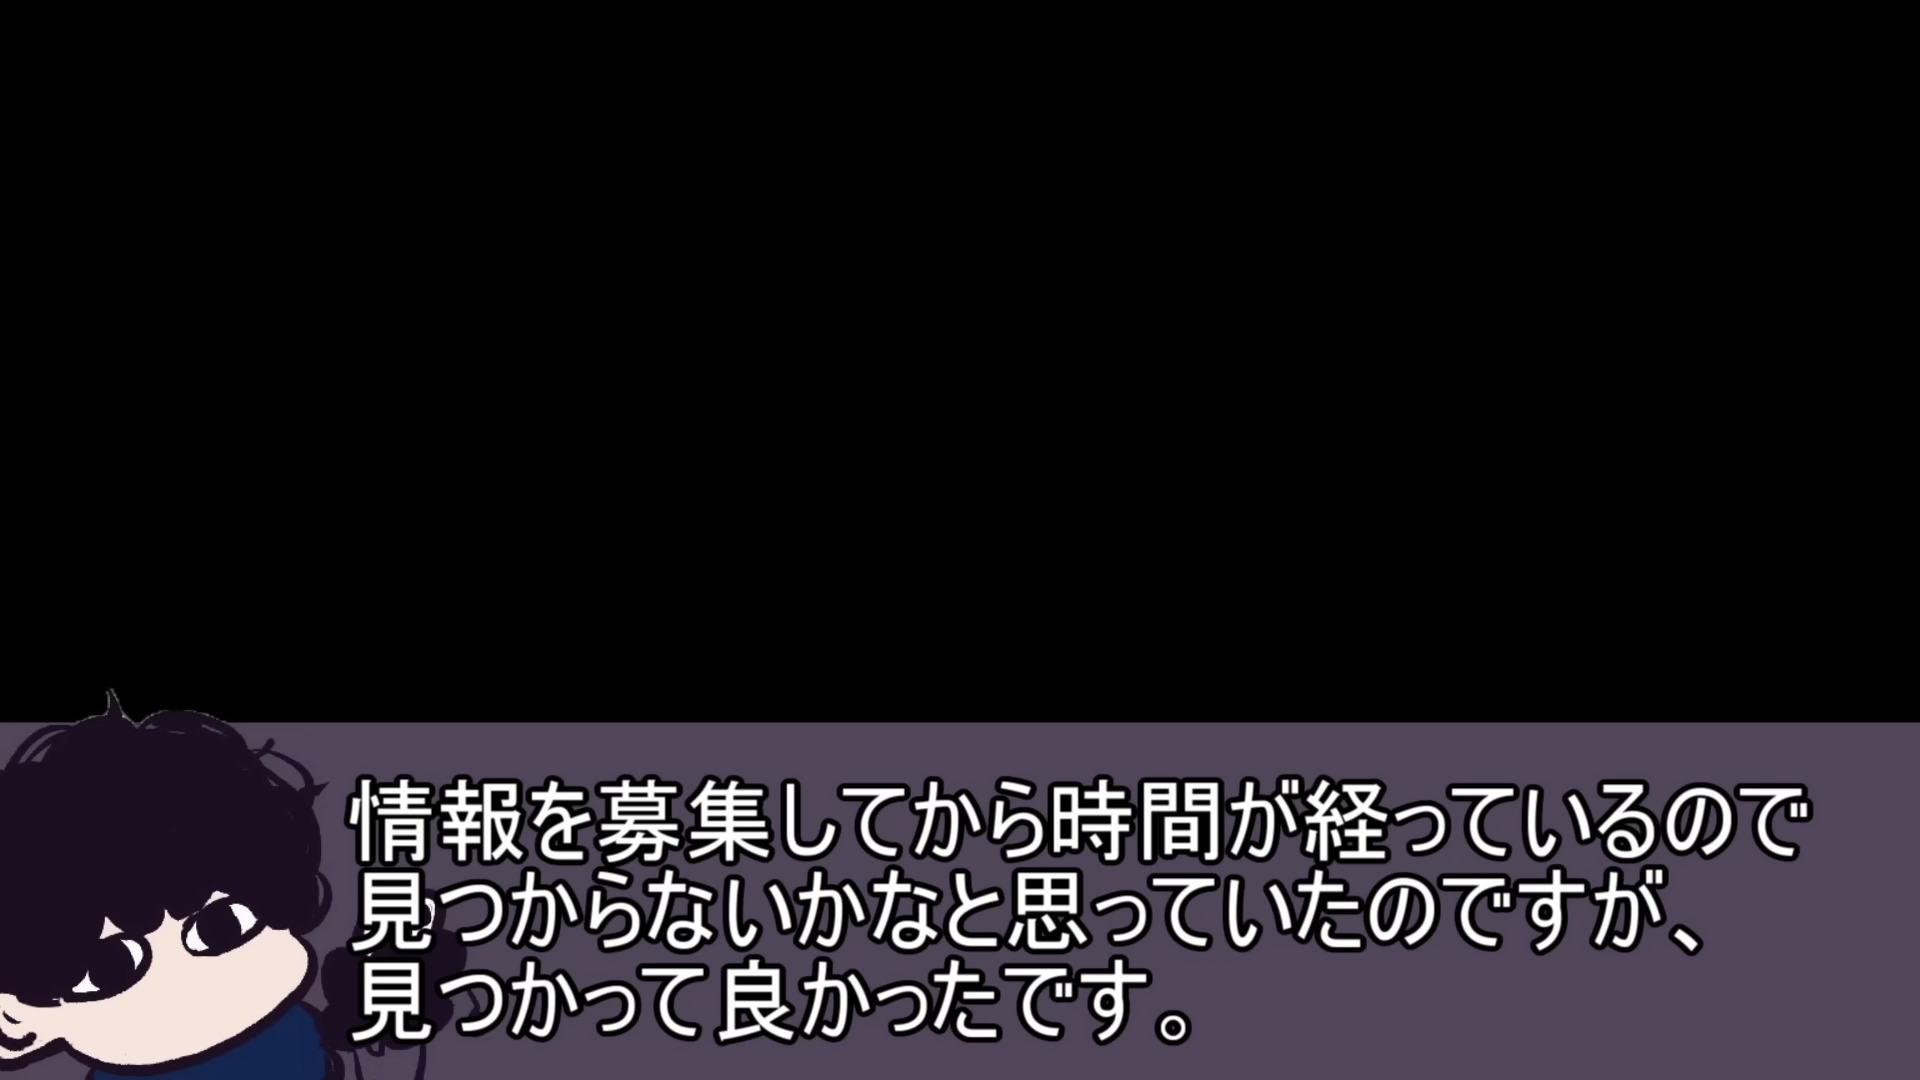 情報を募集してから時間が経っているので
見つからないかなと思っていたのですが、
見つかって良かったです。